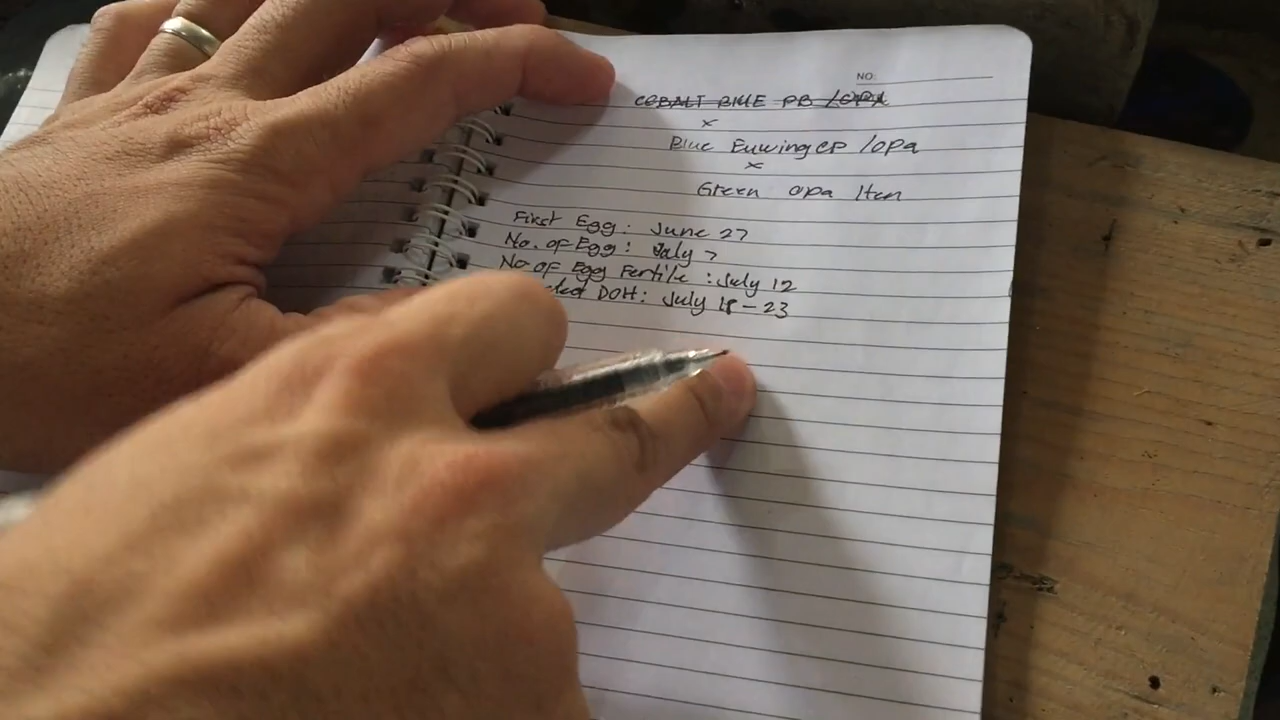 NO:
COBALT BLUE PB /OPA
x
Blue Euwing CP /OPA
x
Green opa Hen
First Egg: June 27
No. of Egg: July 7
No of Egg Fertile: July 12
DOH: July 18-23